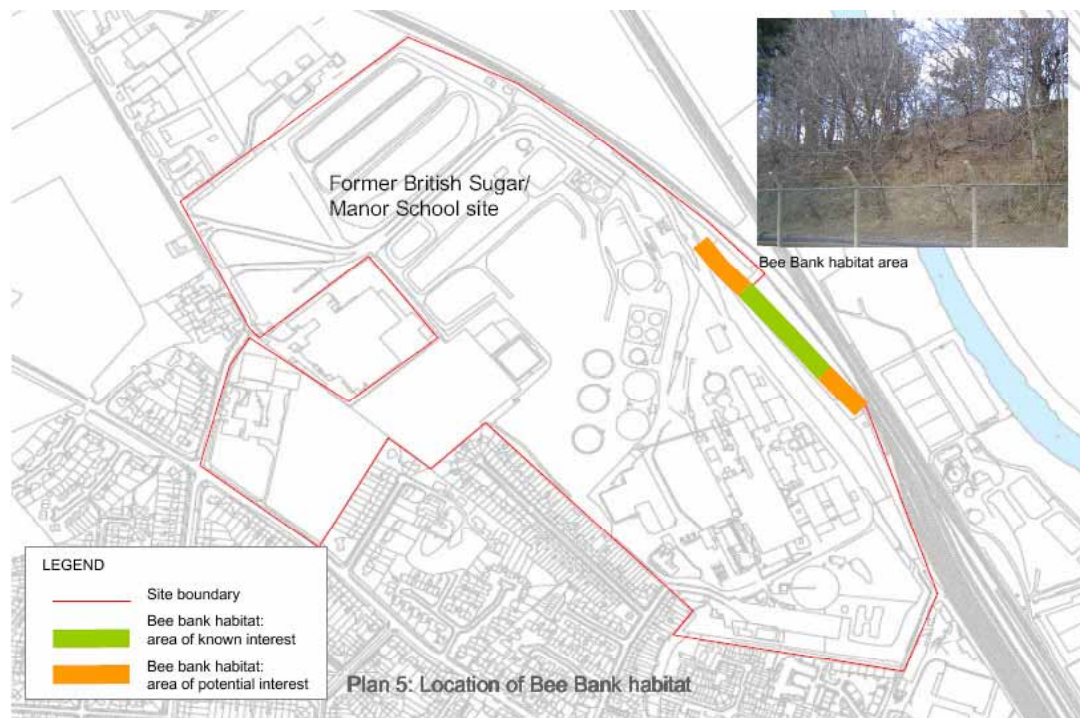 Former British Sugar/
Manor School site
Bee Bank habitat area
LEGEND
Site boundary
Bee bank habitat:
area of known interest
Bee bank habitat:
area of potential interest
Plan 5: Location of Bee Bank habitat